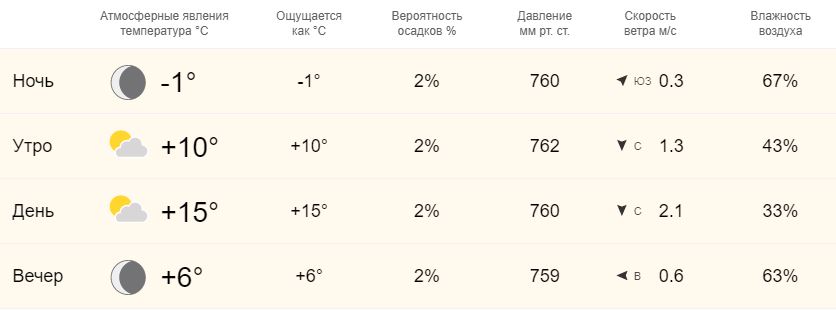 Атмосферные явления Ощущается Вероятность Давление Скорость Влажность
температура °С как °С осадков % мм рт. ст. ветра м/с воздуха
Ночь -1° -1° 2% 760 ЮЗ 0.3 67%
Утро +10° +10° 2% 762 С 1.3 43%
День +15° +15° 2% 760 С 2.1 33%
Вечер +6° +6° 2% 759 В 0.6 63%